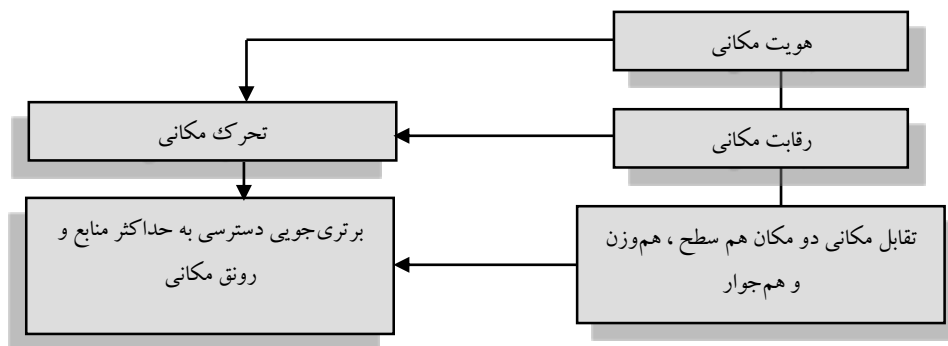 هویت مکانی
تحرك مکانی
رقابت مکانی
برتری‌جویی دسترسی به حداکثر منابع و
رونق مکانی
تقابل مکانی دو مکان هم سطح ، هم‌وزن
و هم‌جوار